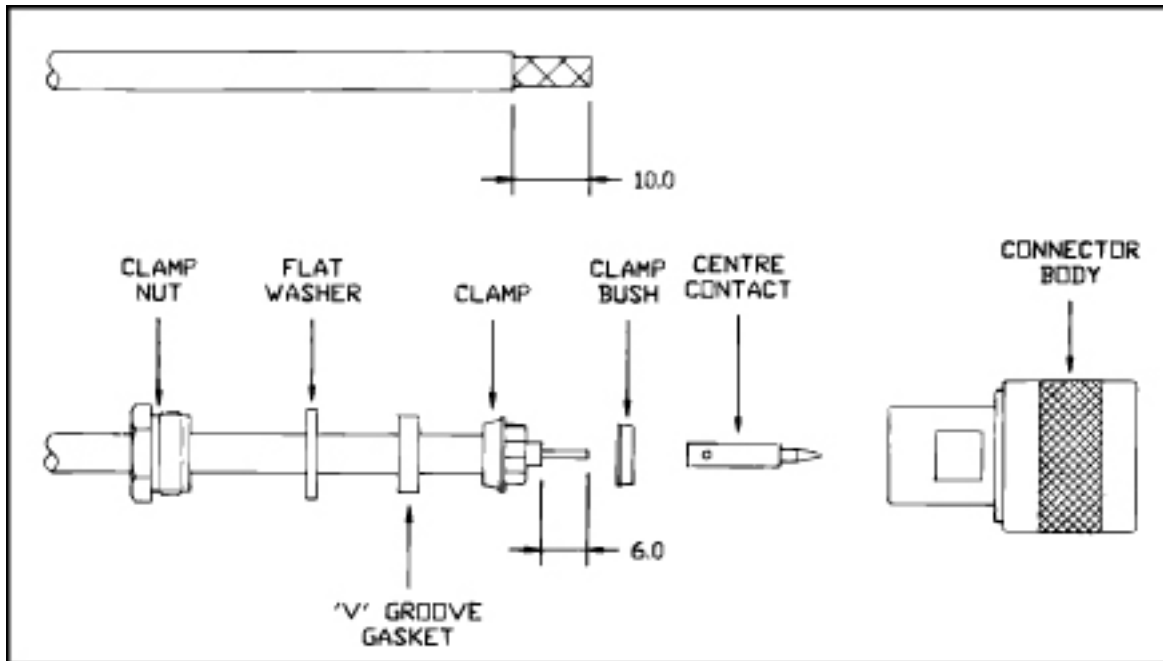 10.0
CLAMP
NUT
FLAT
WASHER
CLAMP
CLAMP
BUSH
CENTRE
CONTACT
CONNECTOR
BODY
6.0
'V' GROOVE
GASKET